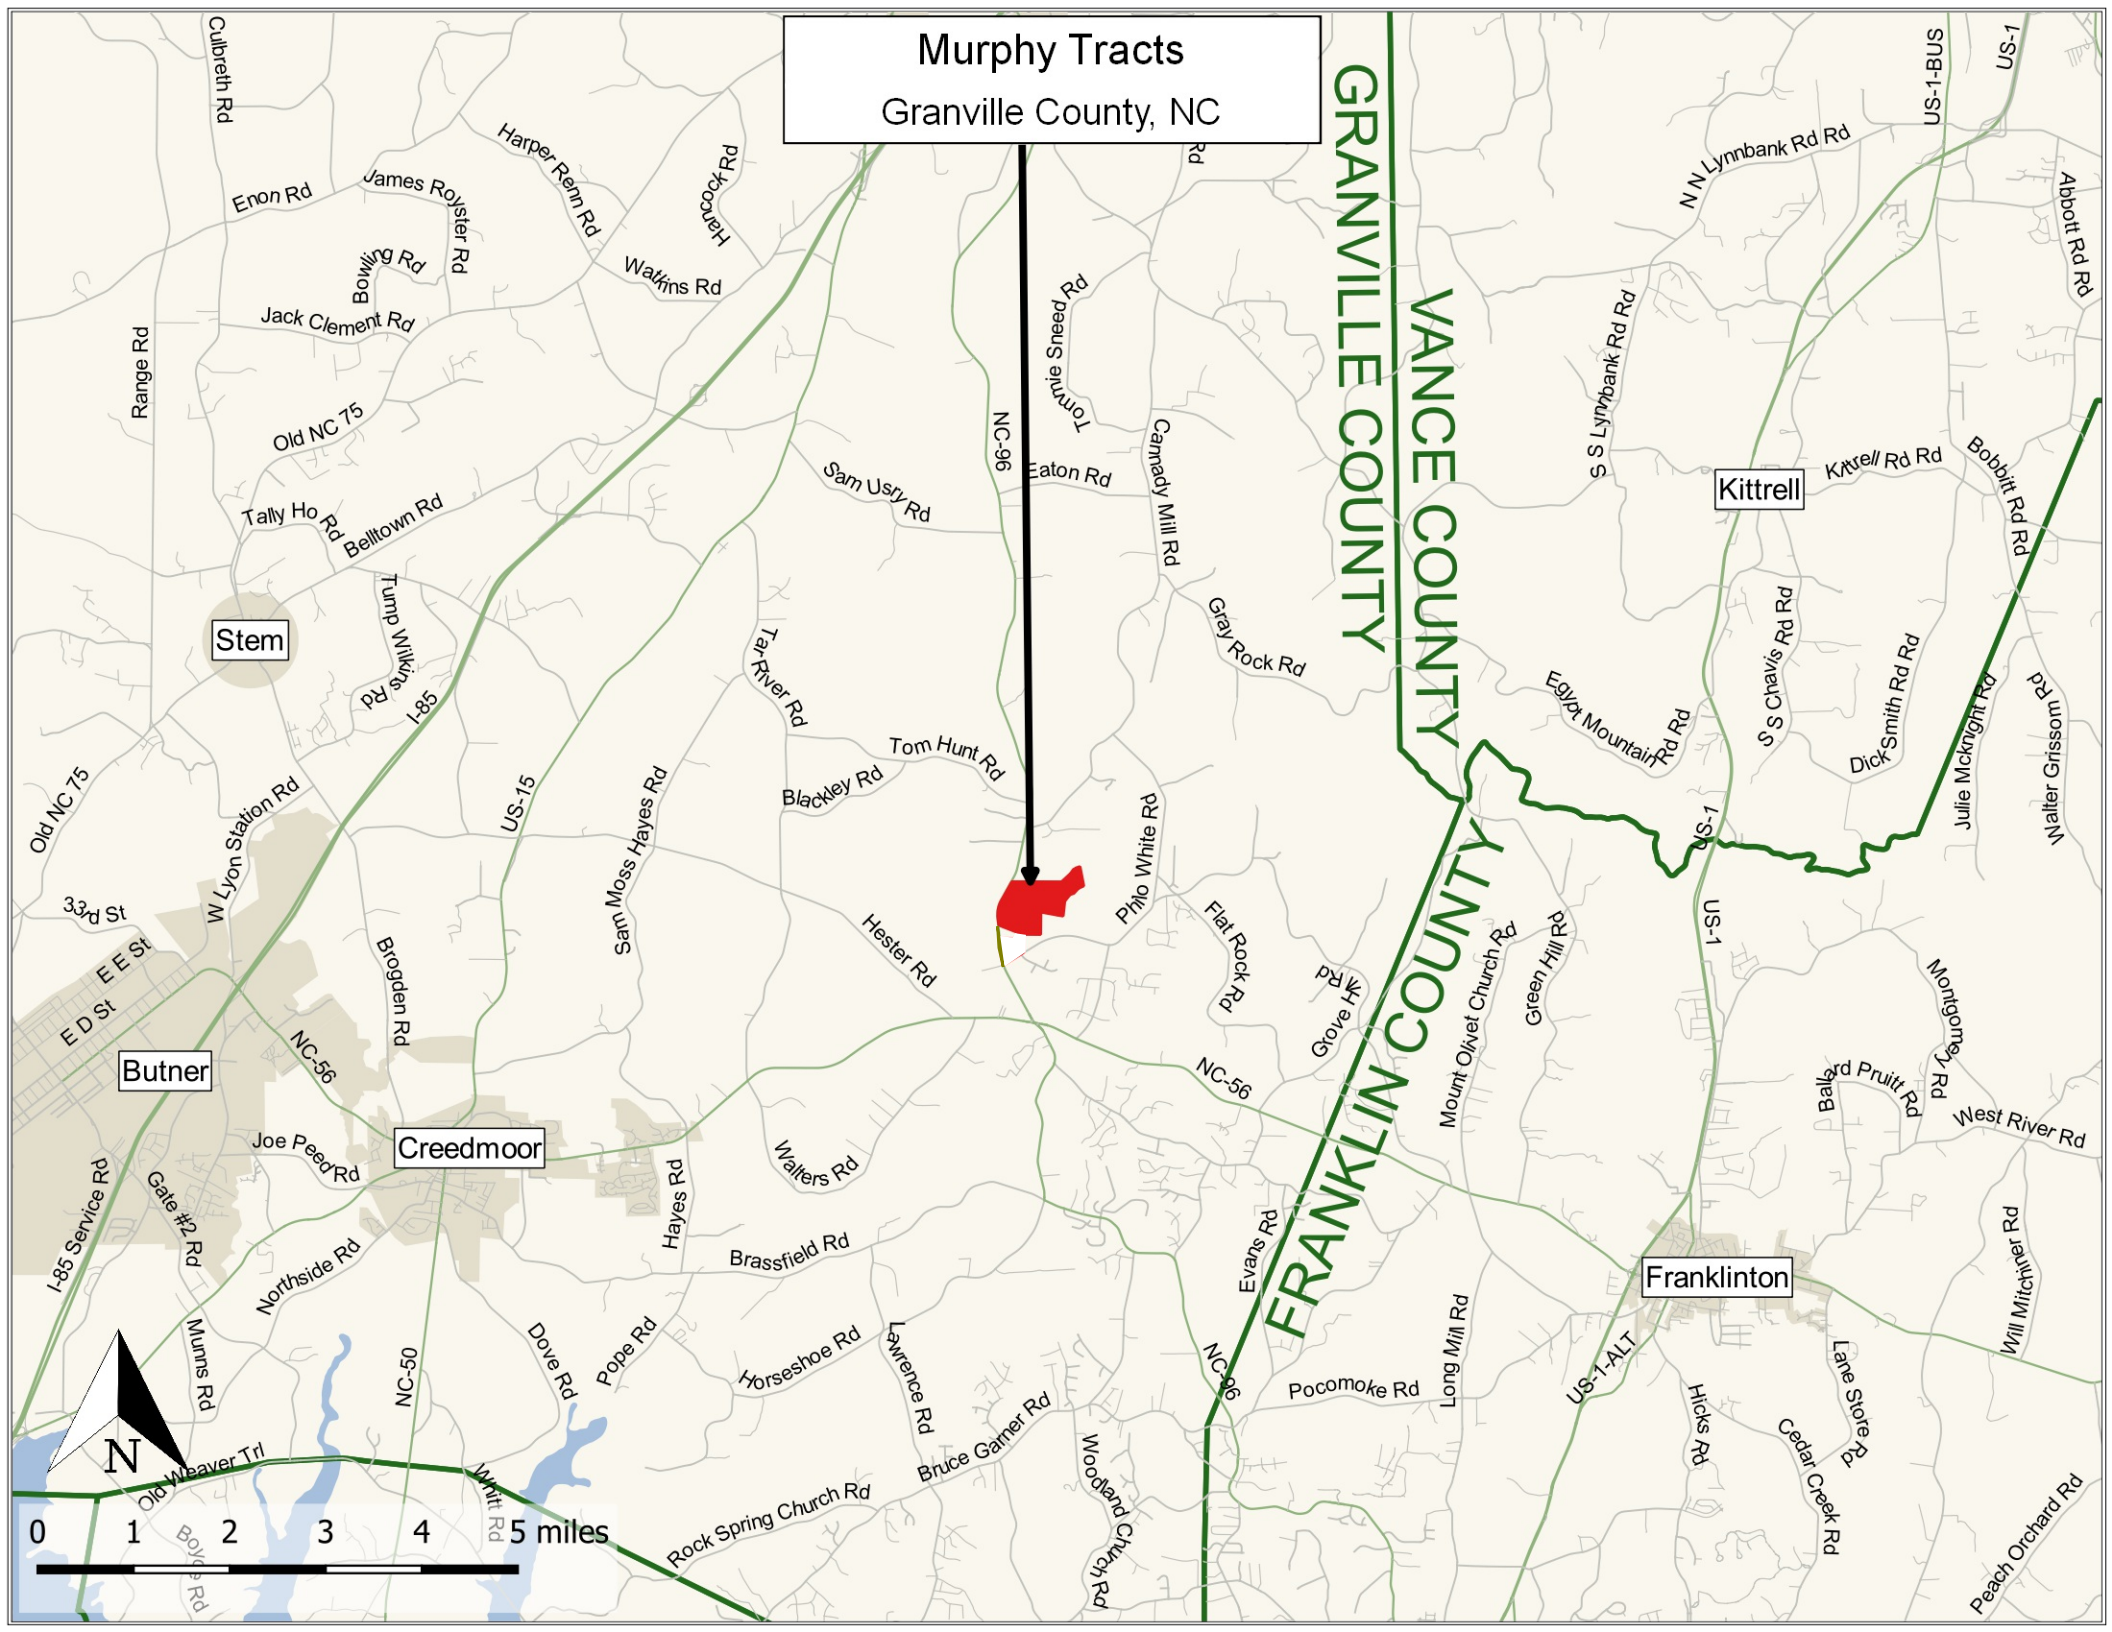 Murphy Tracts
Granville County, NC
Culbreth Rd
US-1-BUS
US-1
Harper Renn Rd
Hancock Rd
Rd
N N Lynnbank Rd Rd
Enon Rd
James Royster Rd
Abbott Rd Rd
Bowling Rd
Watkins Rd
Tommie Sneed Rd
GRANVILLE COUNTY
VANCE COUNTY
Jack Clement Rd
Range Rd
S S Lynnbank Rd Rd
Old NC 75
NC-96
Eaton Rd
Cannady Mill Rd
Sam Usry Rd
Kittrell
Kittrell Rd Rd
Bobbitt Rd Rd
Tally Ho Rd
Belltown Rd
Tump Wilkins Rd
Stem
I-85
Tar River Rd
Gray Rock Rd
Egypt Mountain Rd Rd
S S Chavis Rd Rd
Dick Smith Rd Rd
Julie Mcknight Rd
Walter Grissom Rd
Tom Hunt Rd
Blackley Rd
Old NC 75
W Lyon Station Rd
US-15
Sam Moss Hayes Rd
Philo White Rd
US-1
33rd St
E E St
E D St
Brogden Rd
Hester Rd
Flat Rock Rd
Grove Hill Rd
Mount Olivet Church Rd
Green Hill Rd
US-1
Montgomery Rd
Butner
NC-56
NC-56
FRANKLIN COUNTY
Ballard Pruitt Rd
West River Rd
Creedmoor
Joe Peed Rd
Walters Rd
Hayes Rd
I-85 Service Rd
Gate #2 Rd
Northside Rd
Brassfield Rd
Evans Rd
Franklinton
Will Mitchiner Rd
Munns Rd
NC-50
Dove Rd
Pope Rd
Horseshoe Rd
Lawrence Rd
NC-96
Pocomoke Rd
Long Mill Rd
US-1-ALT
Hicks Rd
Lane Store Rd
Cedar Creek Rd
N
Old Weaver Trl
Whitt Rd
Bruce Garner Rd
Rock Spring Church Rd
Woodland Church Rd
Peach Orchard Rd
0 1 2 3 4 5 miles
Boyce Rd